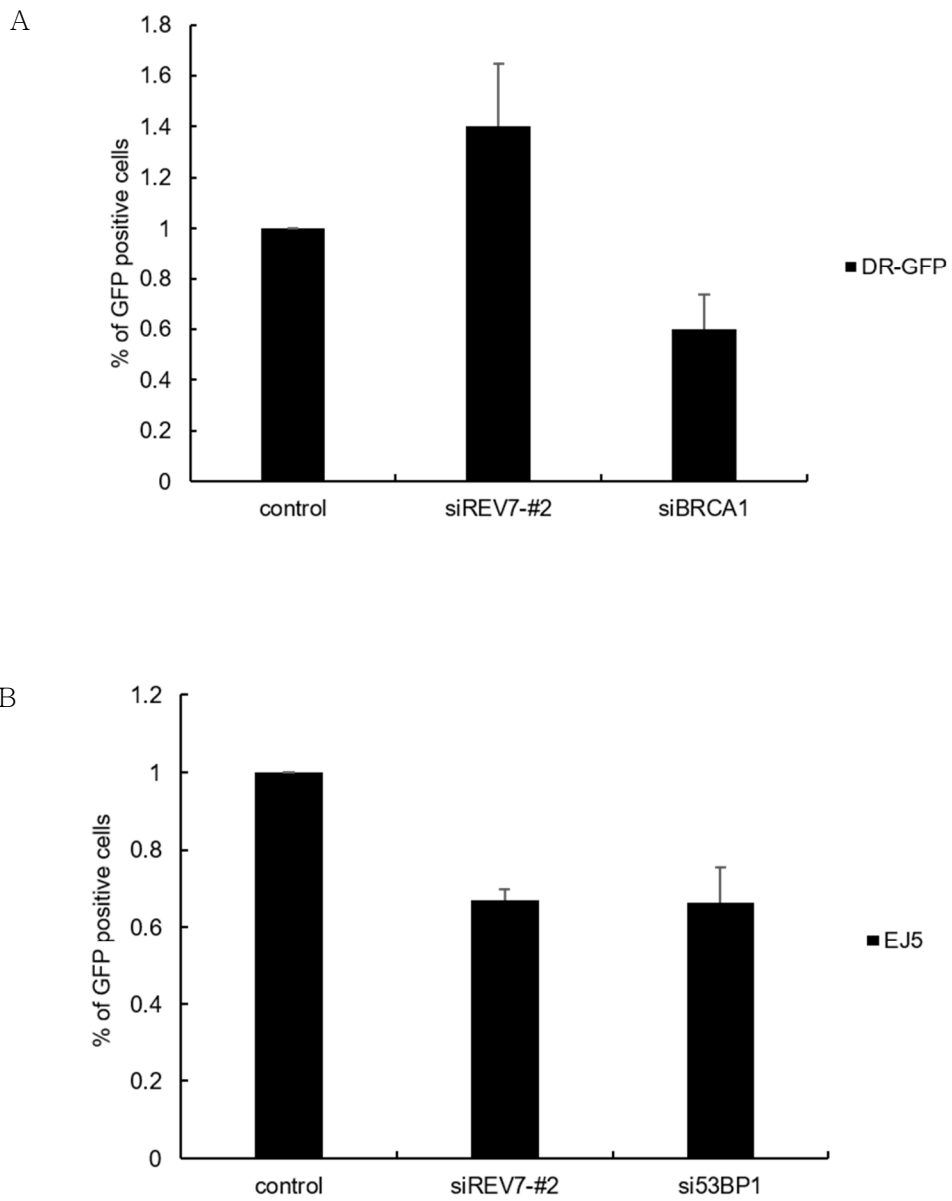 A
1.8
1.6
1.4
1.2
1
0.8
0.6
0.4
0.2
0
% of GFP positive cells
control siREV7-#2 siBRCA1
DR-GFP
B
1.2
1
0.8
0.6
0.4
0.2
0
% of GFP positive cells
control siREV7-#2 si53BP1
EJ5